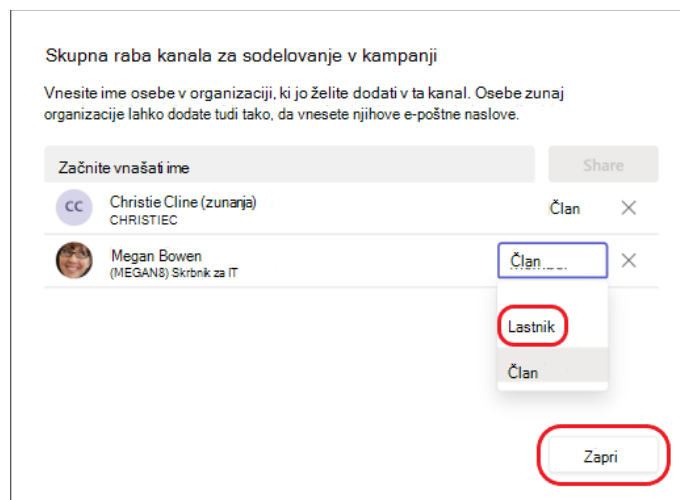 Skupna raba kanala za sodelovanje v kampanji
Vnesite ime osebe v organizaciji, ki jo želite dodati v ta kanal. Osebe zunaj
organizacije lahko dodate tudi tako, da vnesete njihove e-poštne naslove.
Začnite vnašati ime
Share
CC
Christie Cline (zunanja)
CHRISTIEC
Član
Megan Bowen
(MEGAN8) Skrbnik za IT
Član
Lastnik
Član
Zapri